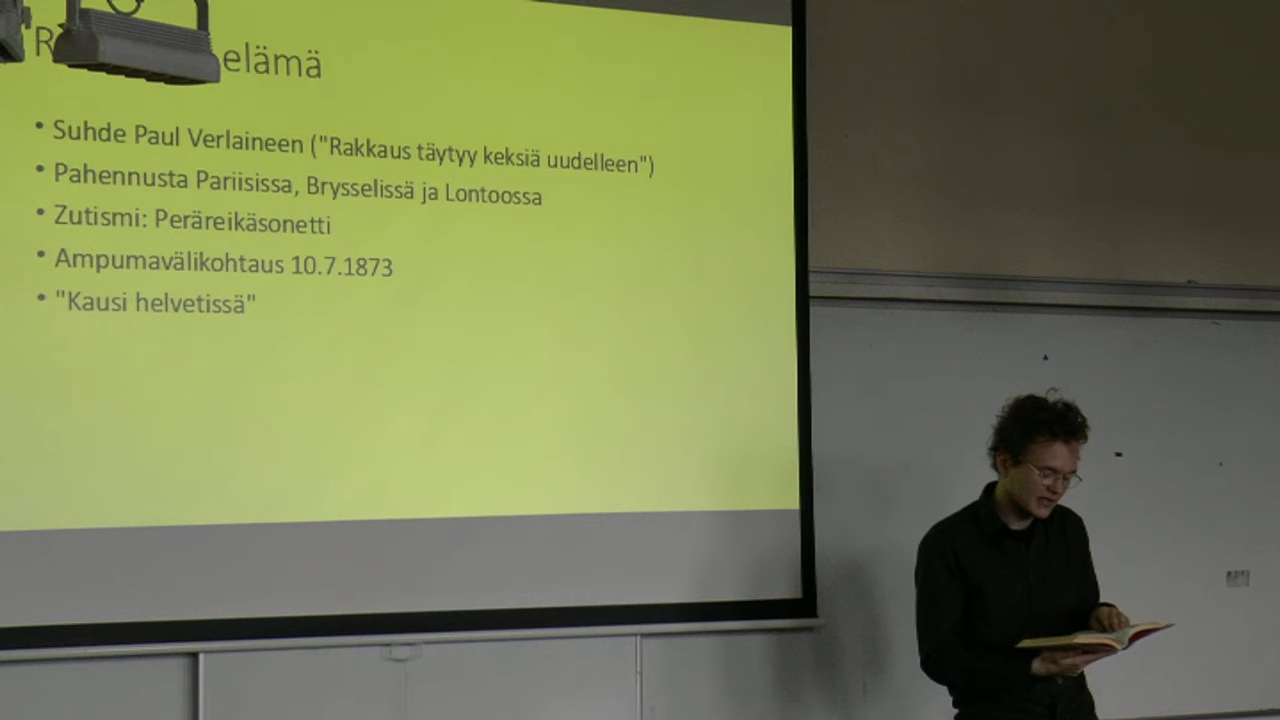 elämä
• Suhde Paul Verlaineen ("Rakkaus täytyy keksiä uudelleen")
• Pahennusta Pariisissa, Brysselissä ja Lontoossa
• Zutismi: Peräreikäsonetti
• Ampumavälikohtaus 10.7.1873
• "Kausi helvetissä"